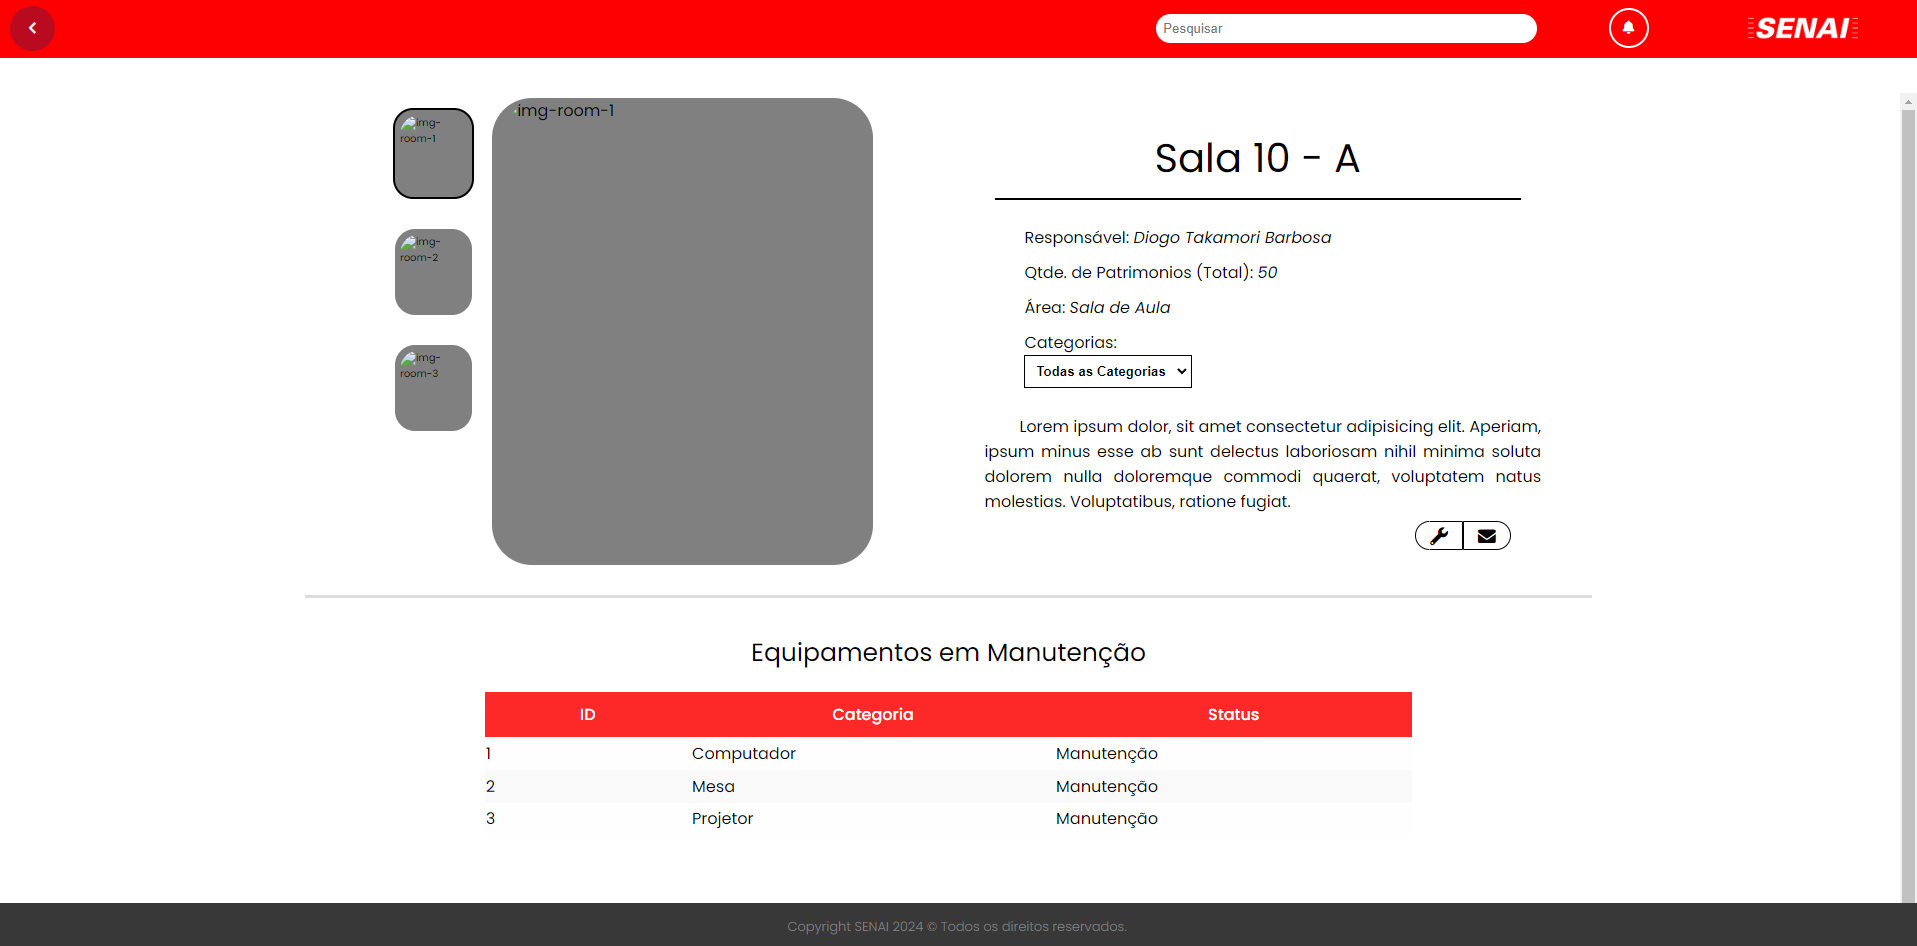 Pesquisar
SENAI
img-
room-1
img-
room-2
img-
room-3
img-room-1
Sala 10 - A
Responsável: Diogo Takamori Barbosa
Qtde. de Patrimonios (Total): 50
Área: Sala de Aula
Categorias:
Todas as Categorias
Lorem ipsum dolor, sit amet consectetur adipisicing elit. Aperiam,
ipsum minus esse ab sunt delectus laboriosam nihil minima soluta
dolorem nulla doloremque commodi quaerat, voluptatem natus
molestias. Voluptatibus, ratione fugiat.
Equipamentos em Manutenção
ID Categoria Status
1 Computador Manutenção
2 Mesa Manutenção
3 Projetor Manutenção
Copyright SENAI 2024 © Todos os direitos reservados.